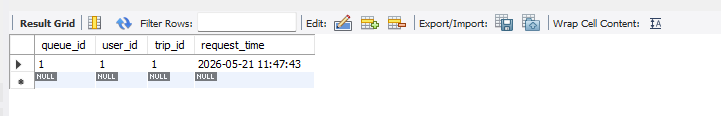 Result Grid Filter Rows: Edit: Export/Import: Wrap Cell Content: IA
queue_id user_id trip_id request_time
1 1 1 2026-05-21 11:47:43
NULL NULL NULL NULL